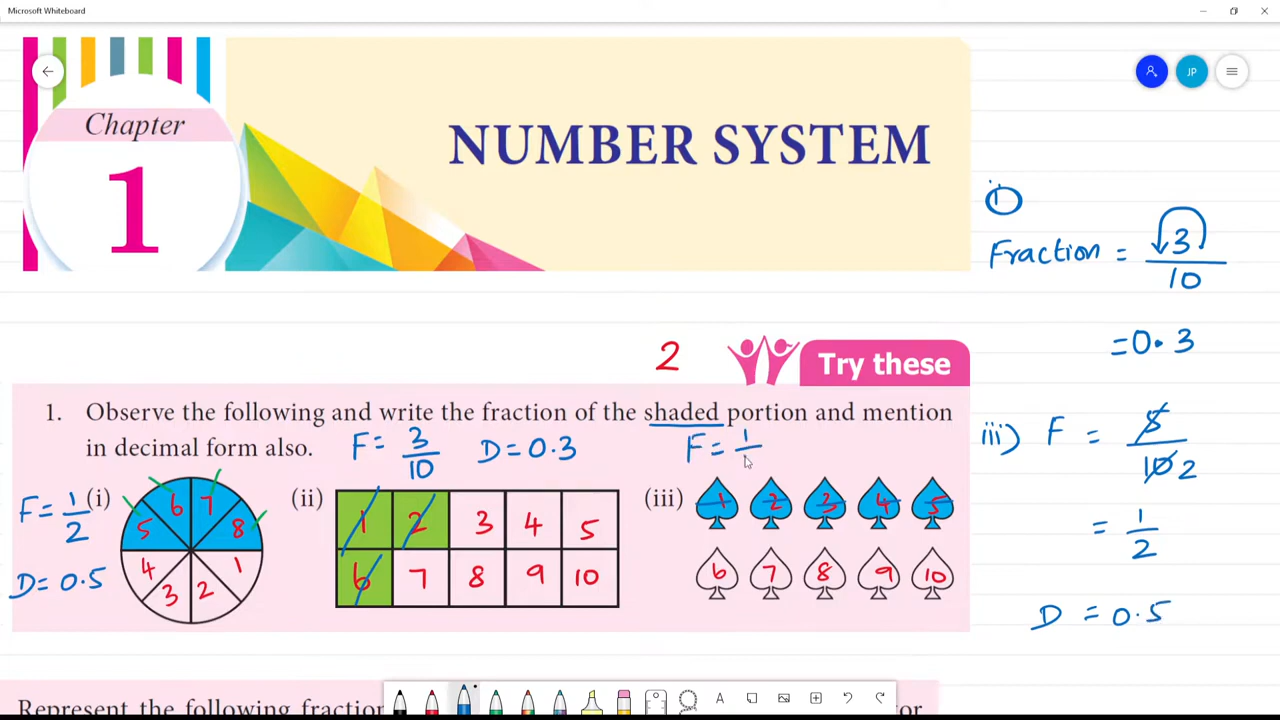 Microsoft Whiteboard
JP
Chapter
1
NUMBER SYSTEM
i
Fraction = 3/10
= 0.3
2
Try these
1. Observe the following and write the fraction of the shaded portion and mention
in decimal form also.
F = 3/10 D = 0.3
F = 1/
(i)
F = 1/2
D = 0.5
5 6 7 8
4 3 2 1
(ii)
1 2 3 4 5
6 7 8 9 10
(iii)
1 2 3 4 5
6 7 8 9 10
iii) F = 5/10 2
= 1/2
D = 0.5
Represent the following fraction
or